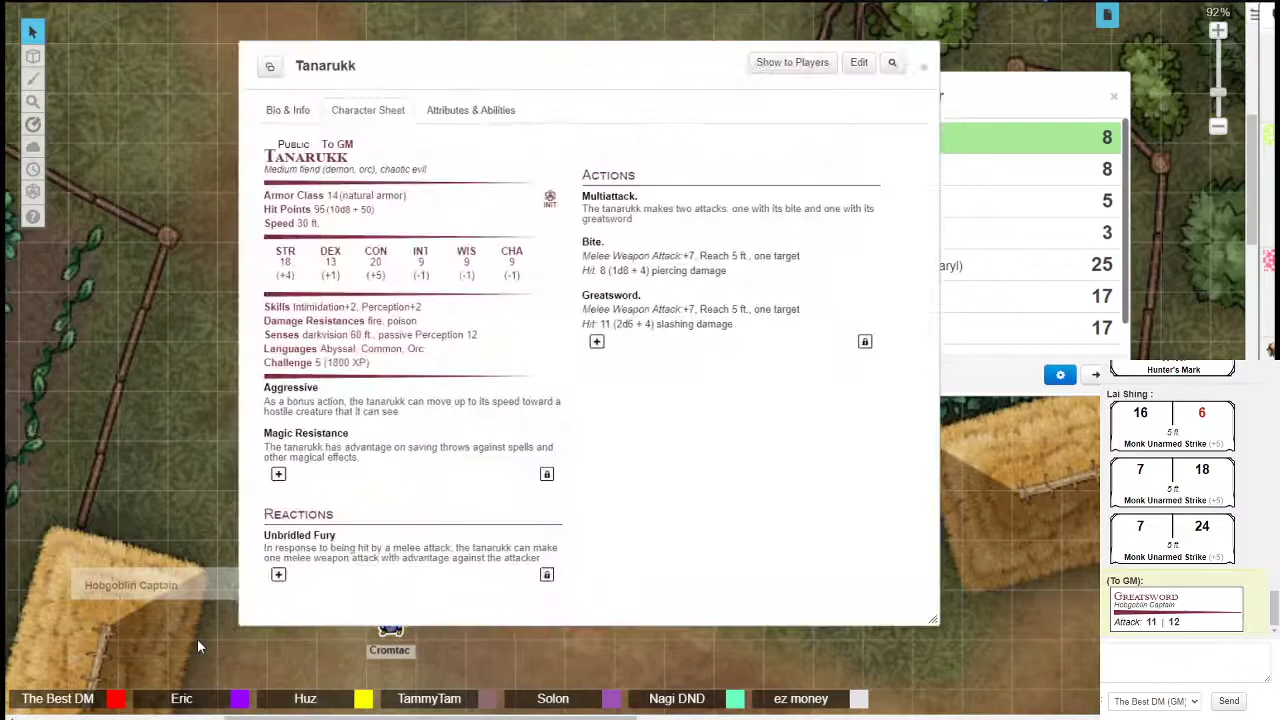 92%
Tanarukk
Show to Players
Edit
Bio & Info
Character Sheet
Attributes & Abilities
PUBLIC To GM
TANARUKK
Medium fiend (demon, orc), chaotic evil
Armor Class 14 (natural armor)
Hit Points 95 (10d8 + 50)
Speed 30 ft.
INIT
STR DEX CON INT WIS CHA
18 13 20 9 9 9
(+4) (+1) (+5) (-1) (-1) (-1)
Skills Intimidation+2, Perception+2
Damage Resistances fire, poison
Senses darkvision 60 ft., passive Perception 12
Languages Abyssal, Common, Orc
Challenge 5 (1800 XP)
Aggressive
As a bonus action, the tanarukk can move up to its speed toward a
hostile creature that it can see
Magic Resistance
The tanarukk has advantage on saving throws against spells and
other magical effects.
REACTIONS
Unbridled Fury
In response to being hit by a melee attack, the tanarukk can make
one melee weapon attack with advantage against the attacker
ACTIONS
Multiattack.
The tanarukk makes two attacks: one with its bite and one with its
greatsword
Bite.
Melee Weapon Attack:+7, Reach 5 ft., one target
Hit: 8 (1d8 + 4) piercing damage
Greatsword.
Melee Weapon Attack:+7, Reach 5 ft., one target
Hit: 11 (2d6 + 4) slashing damage
r
8
8
5
3
aryl) 25
17
17
Hunter's Mark
Lai Shing :
16 6
5 ft
Monk Unarmed Strike (+5)
7 18
5 ft
Monk Unarmed Strike (+5)
7 24
5 ft
Monk Unarmed Strike (+5)
(To GM):
GREATSWORD
Hobgoblin Captain
Attack: 11 | 12
Hobgoblin Captain
Cromtac
The Best DM
Eric
Huz
TammyTam
Solon
Nagi DND
ez money
The Best DM (GM)
Send